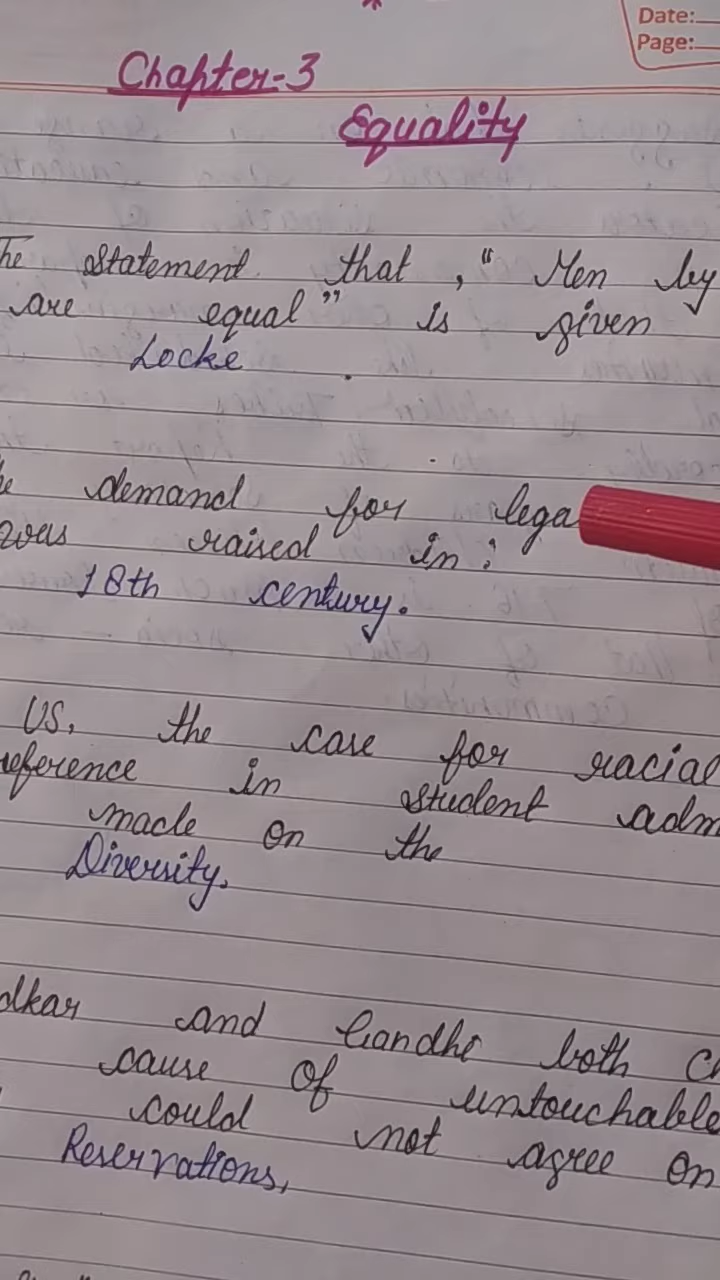 Date:
Page:
Chapter-3
Equality
The statement that, "Men by
are equal" is given
Locke
demand for lega
was raised in:
18th century.
US, the case for racial
eference in student adm
made on the
Diversity.
dkar and Gandhi both
cause of untouchable
could not agree on
Reservations,